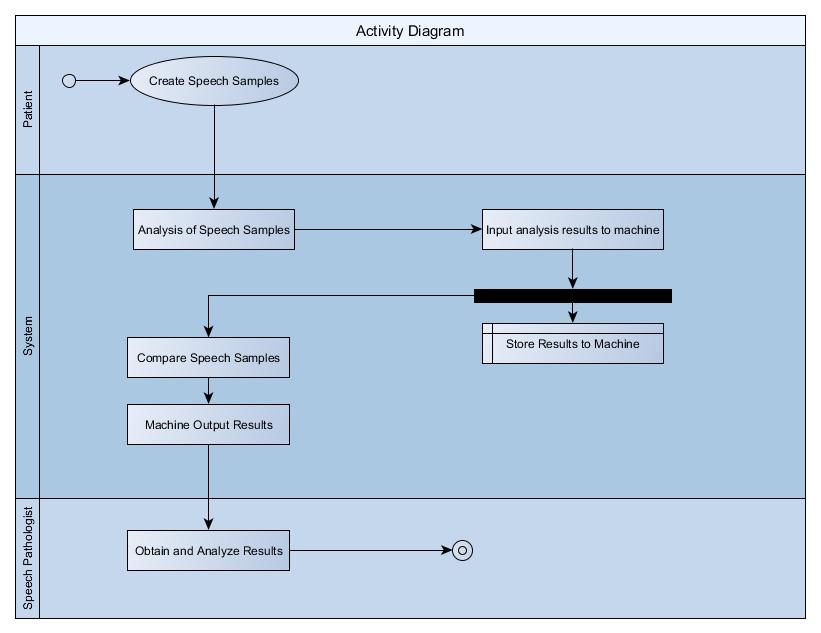 Activity Diagram
Patient
Create Speech Samples
System
Analysis of Speech Samples
Input analysis results to machine
Store Results to Machine
Compare Speech Samples
Machine Output Results
Speech Pathologist
Obtain and Analyze Results